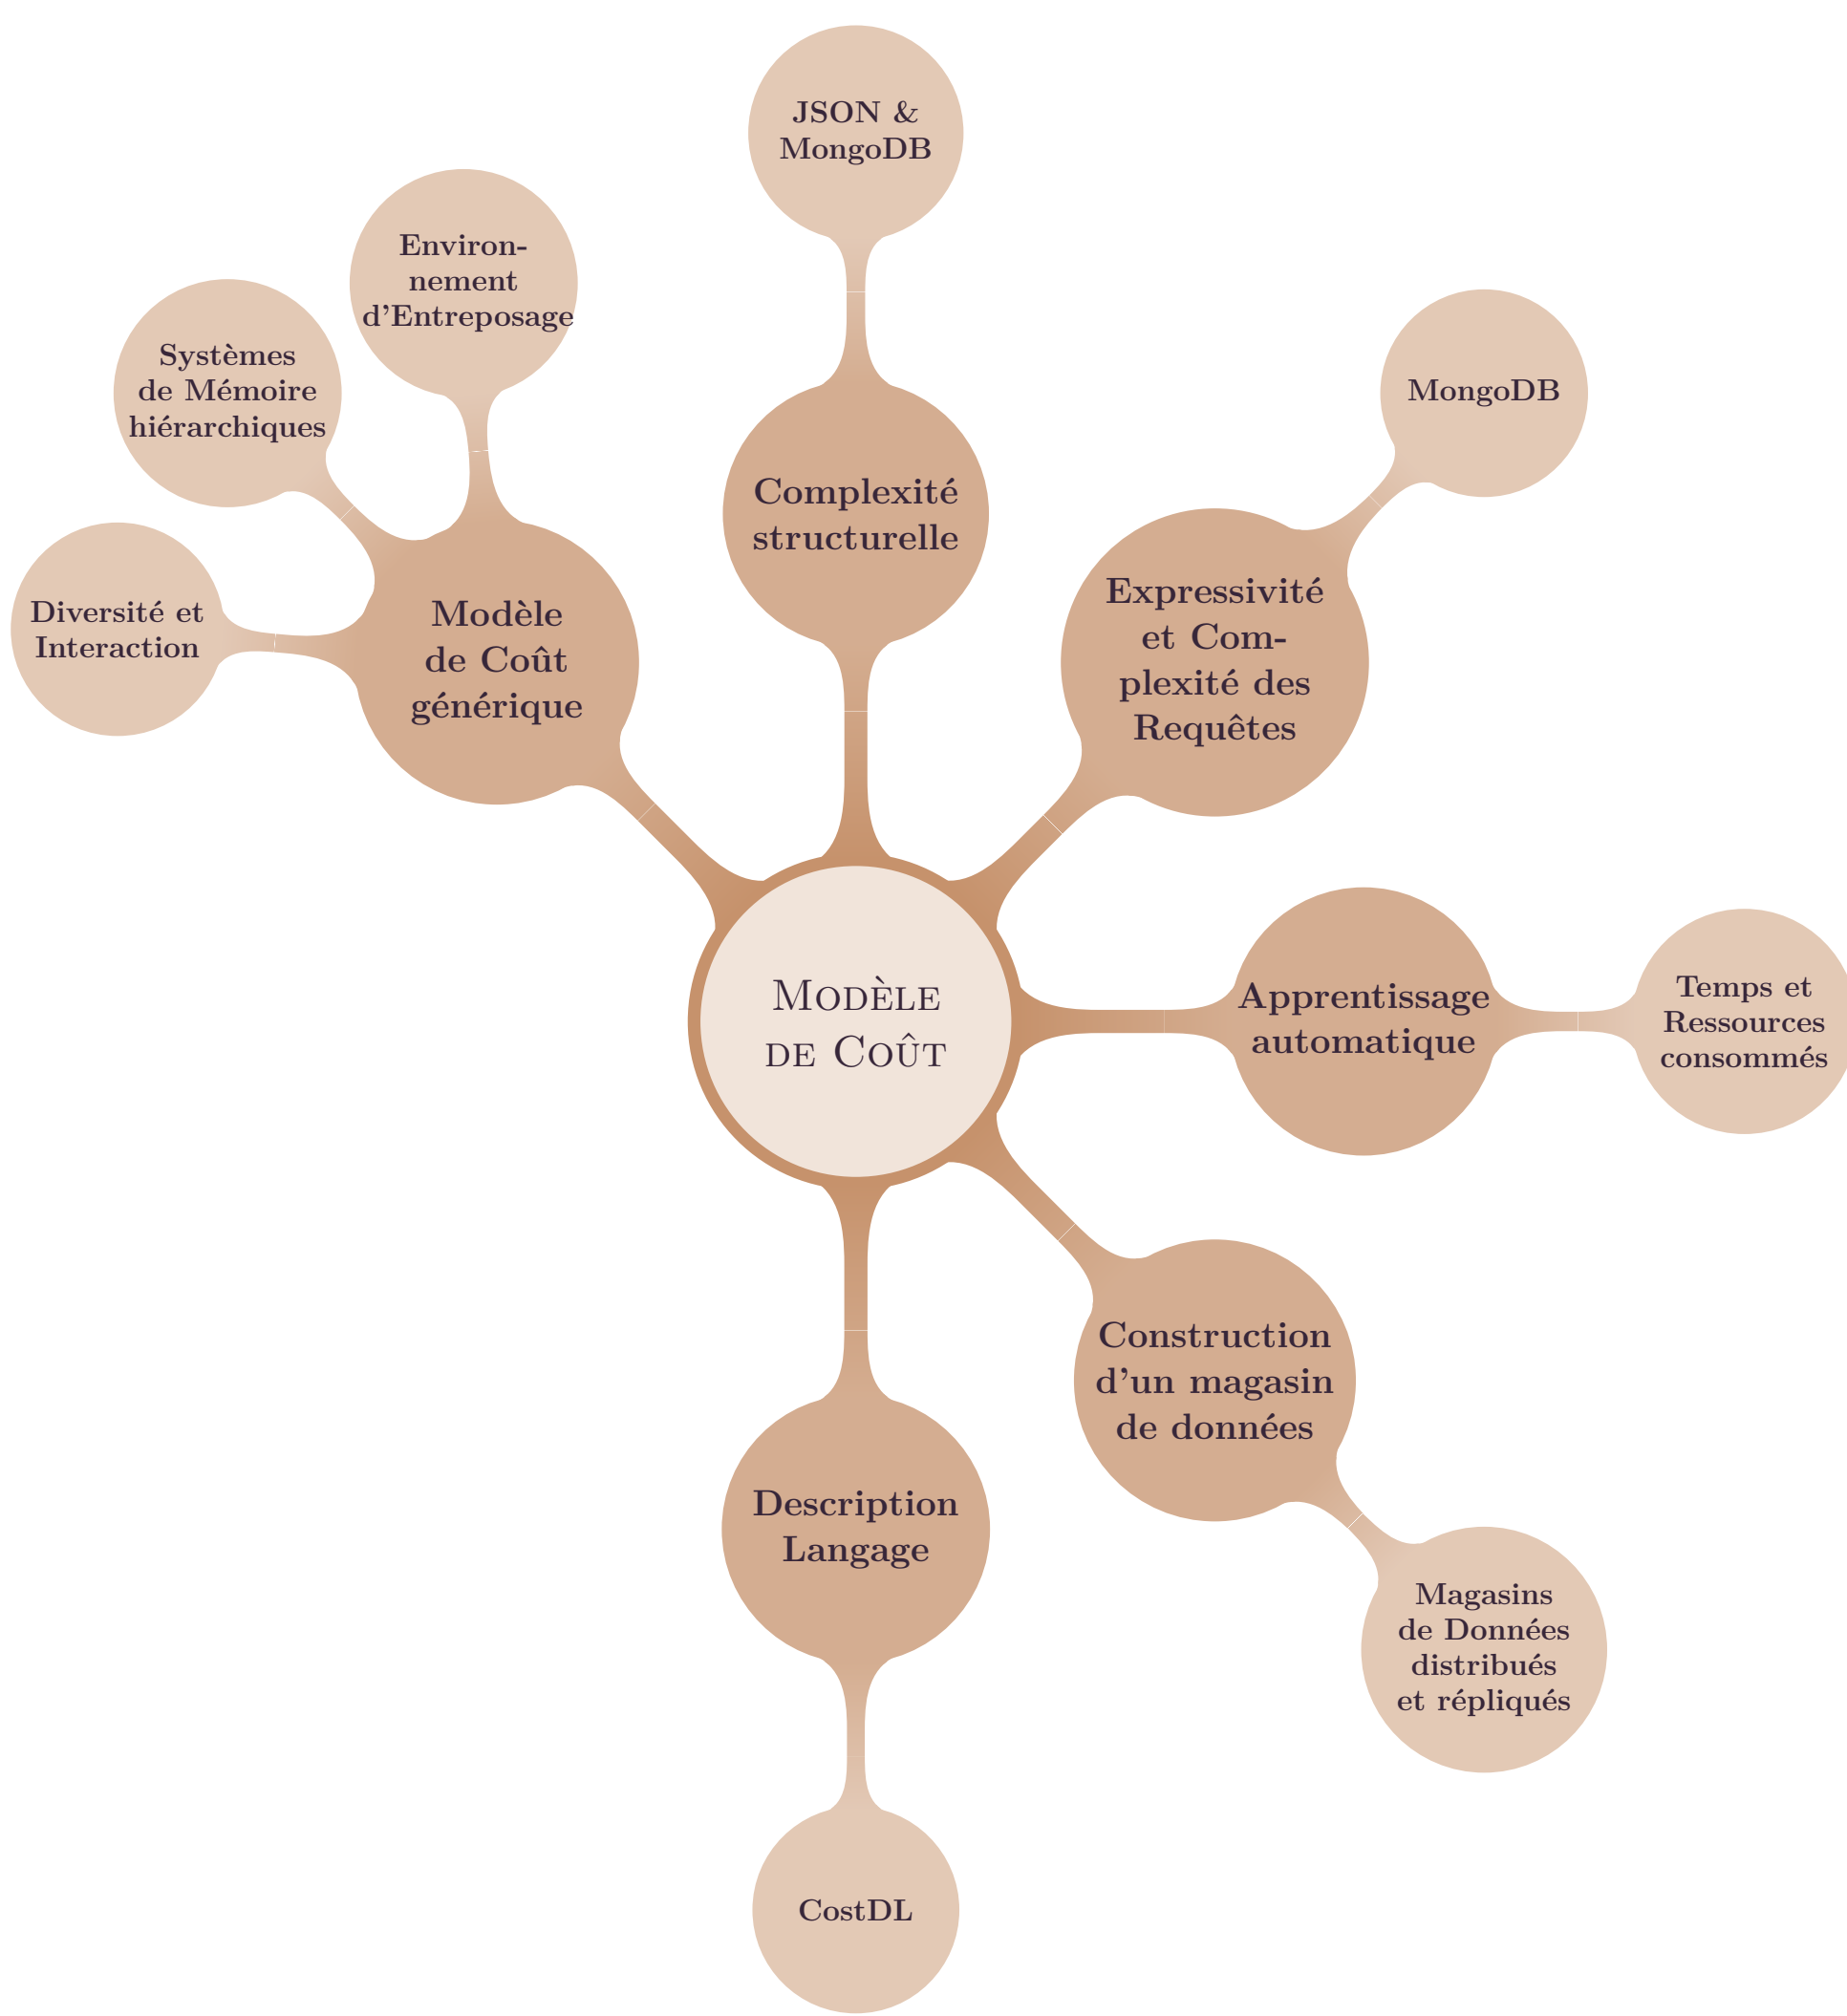 JSON &
MongoDB
Environ-
nement
d'Entreposage
Systèmes
de Mémoire
hiérarchiques
MongoDB
Complexité
structurelle
Diversité et
Interaction
Modèle
de Coût
générique
Expressivité
et Com-
plexité des
Requêtes
Modèle
de Coût
Apprentissage
automatique
Temps et
Ressources
consommés
Construction
d'un magasin
de données
Description
Langage
Magasins
de Données
distribués
et répliqués
CostDL